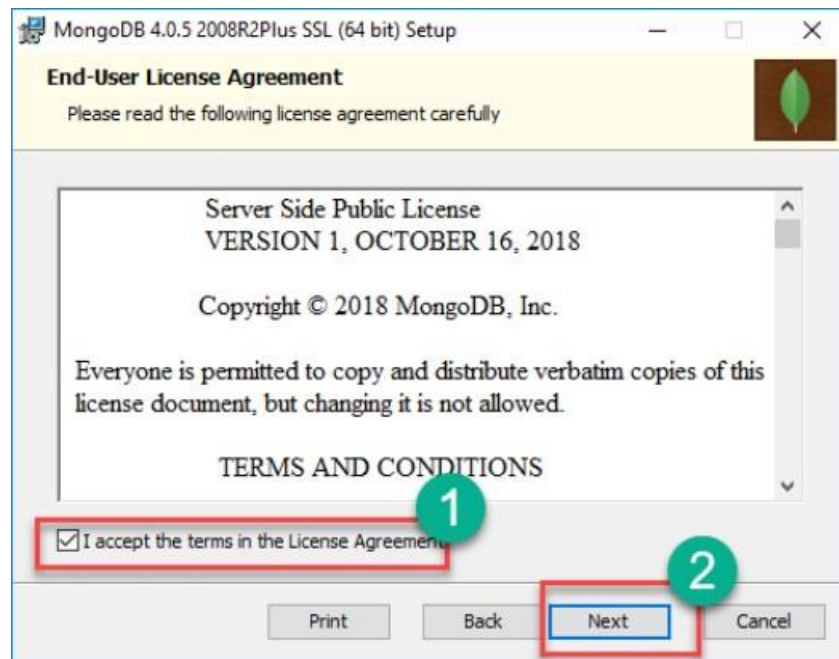 MongoDB 4.0.5 2008R2Plus SSL (64 bit) Setup
End-User License Agreement
Please read the following license agreement carefully
Server Side Public License
VERSION 1, OCTOBER 16, 2018
Copyright © 2018 MongoDB, Inc.
Everyone is permitted to copy and distribute verbatim copies of this
license document, but changing it is not allowed.
TERMS AND CONDITIONS
1
I accept the terms in the License Agreement
2
Print Back Next Cancel